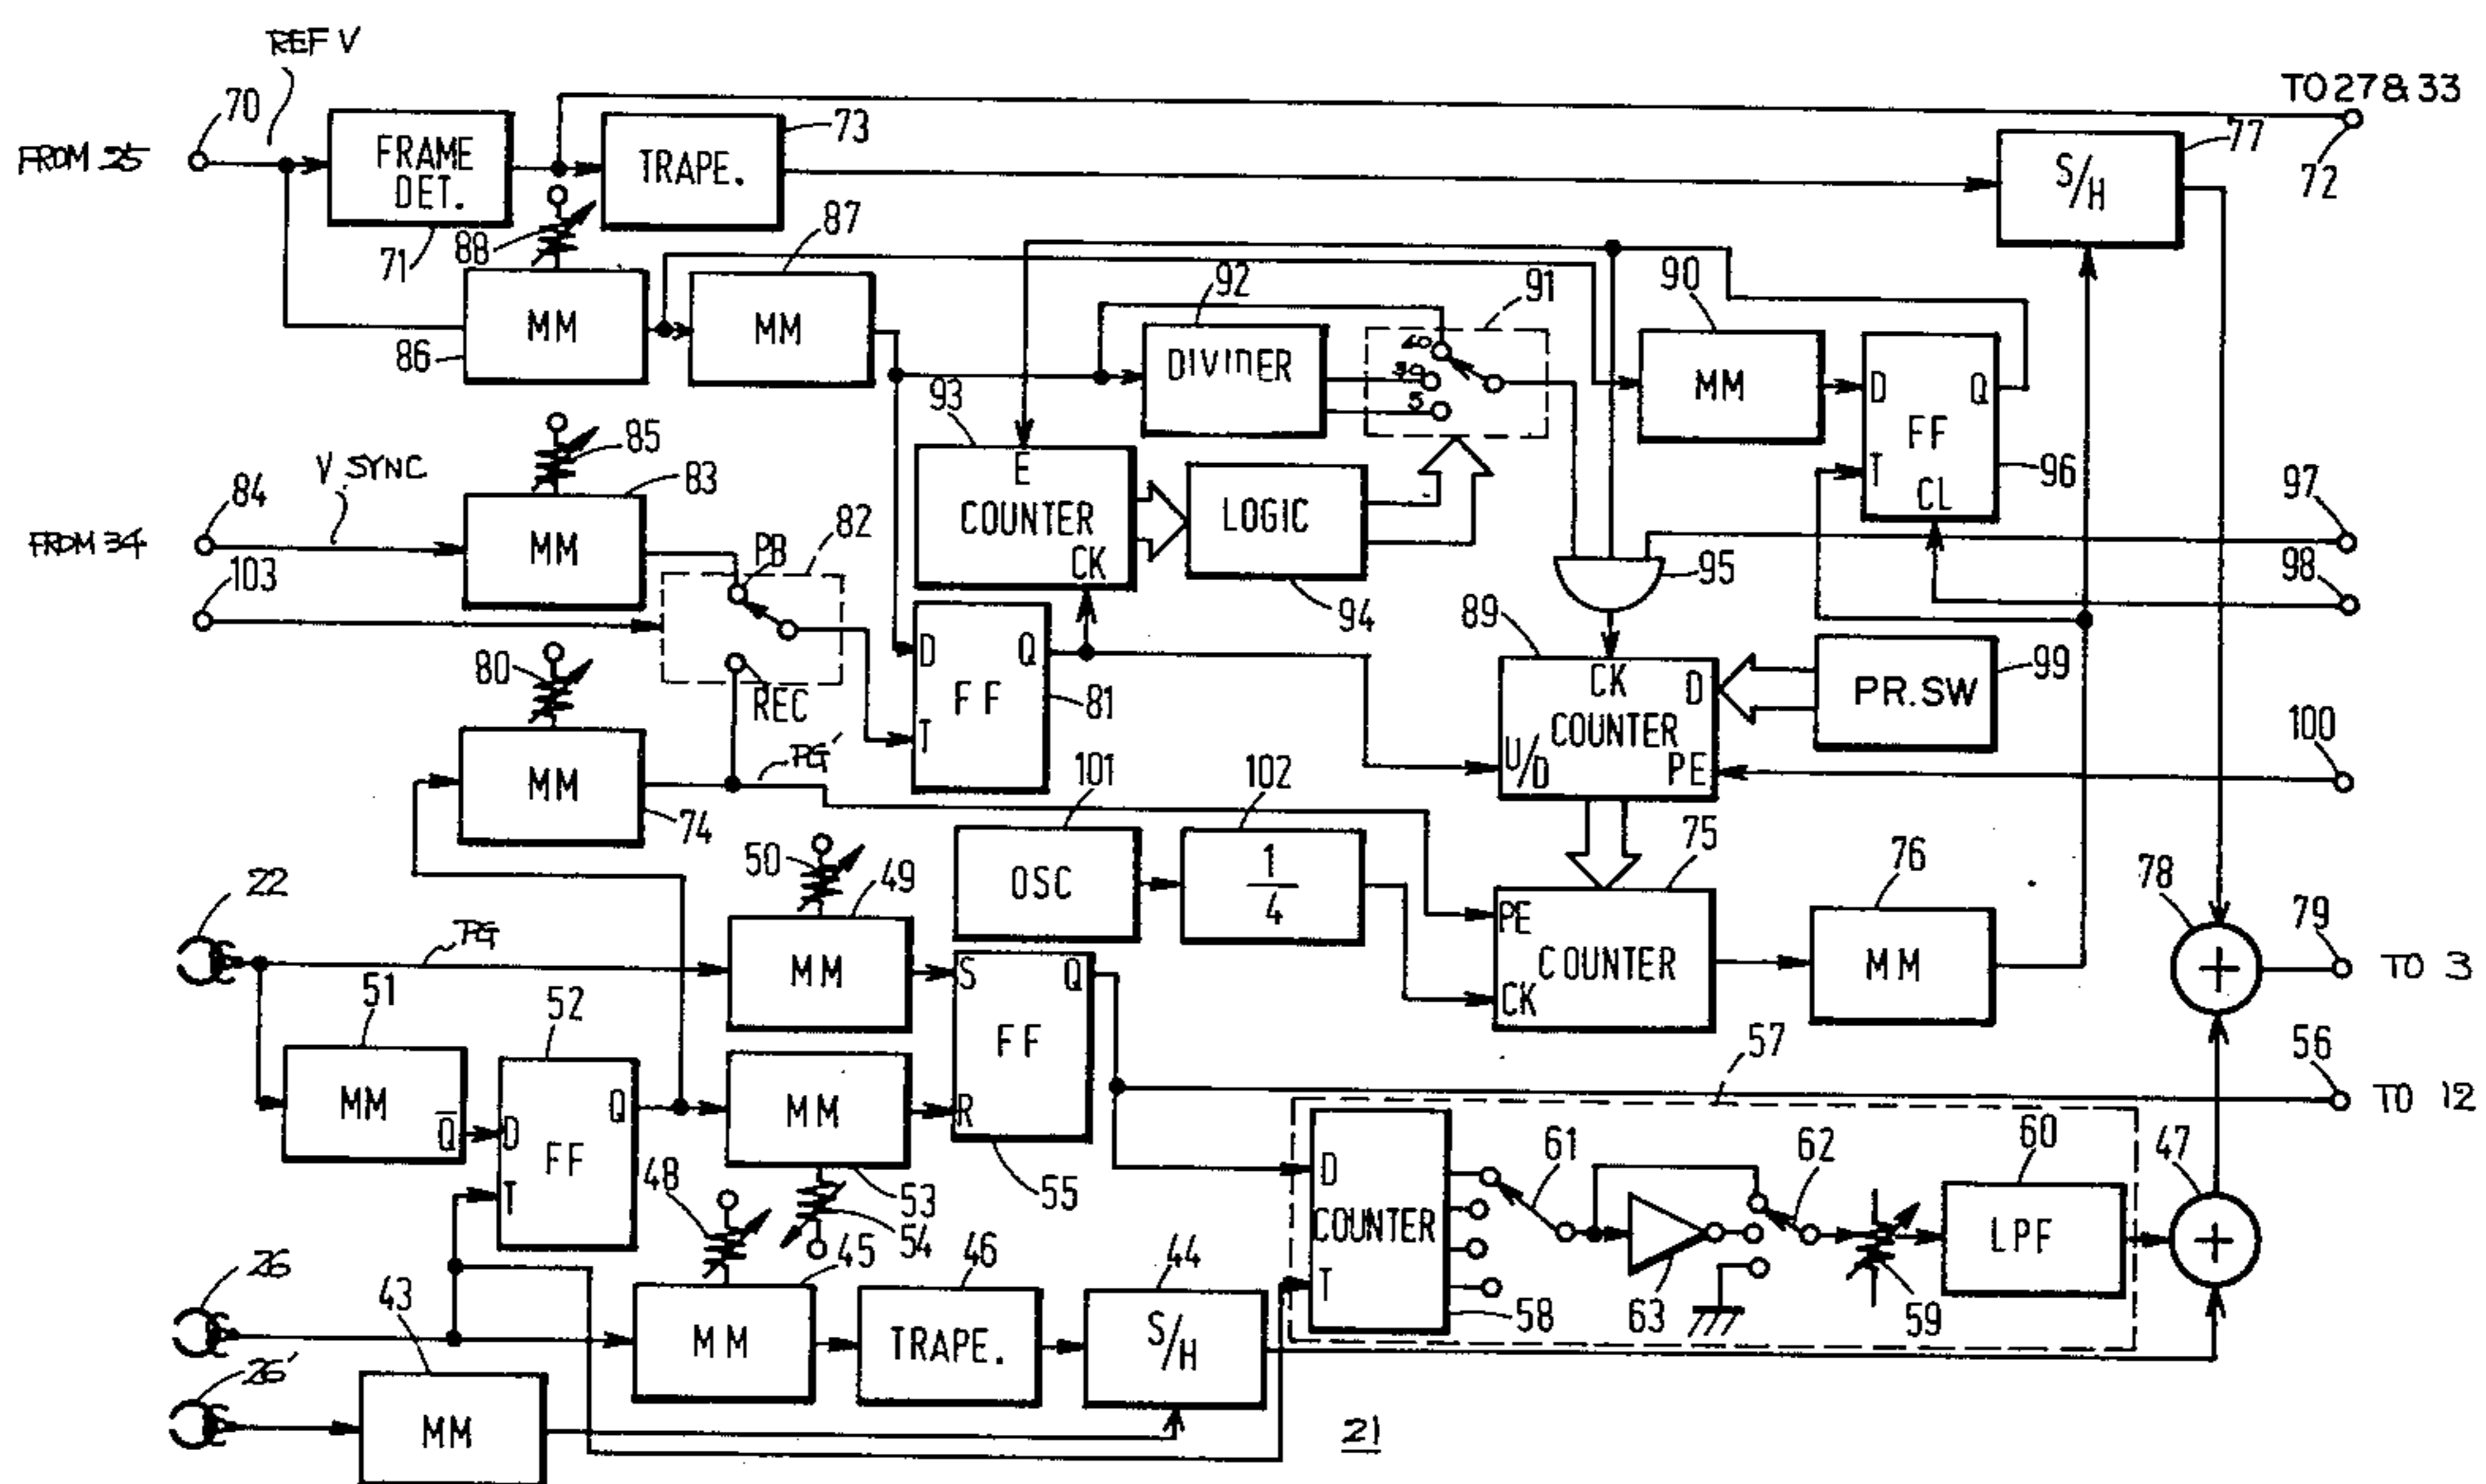 REF V
70
FROM 25
FRAME
DET.
71
TRAPE.
73
TO 27 & 33
72
S/H
77
88
MM
86
MM
87
DIVIDER
92
60
30
5
91
MM
90
D
Q
FF
T
CL
96
97
98
93
E
COUNTER
CK
LOGIC
94
95
84
V SYNC
FROM 34
103
85
83
MM
PB
82
REC
80
MM
74
PG'
D
Q
FF
T
81
89
CK
D
COUNTER
U/D
PE
PR.SW
99
100
101
OSC
102
1
4
75
PE
COUNTER
CK
76
MM
78
+
79
TO 3
22
PG
50
49
MM
51
MM
Q
52
D
Q
FF
T
MM
53
54
S
Q
FF
R
55
57
56
TO 12
D
COUNTER
T
58
61
63
62
59
60
LPF
47
+
26
48
45
MM
46
TRAPE.
44
S/H
26'
43
MM
21